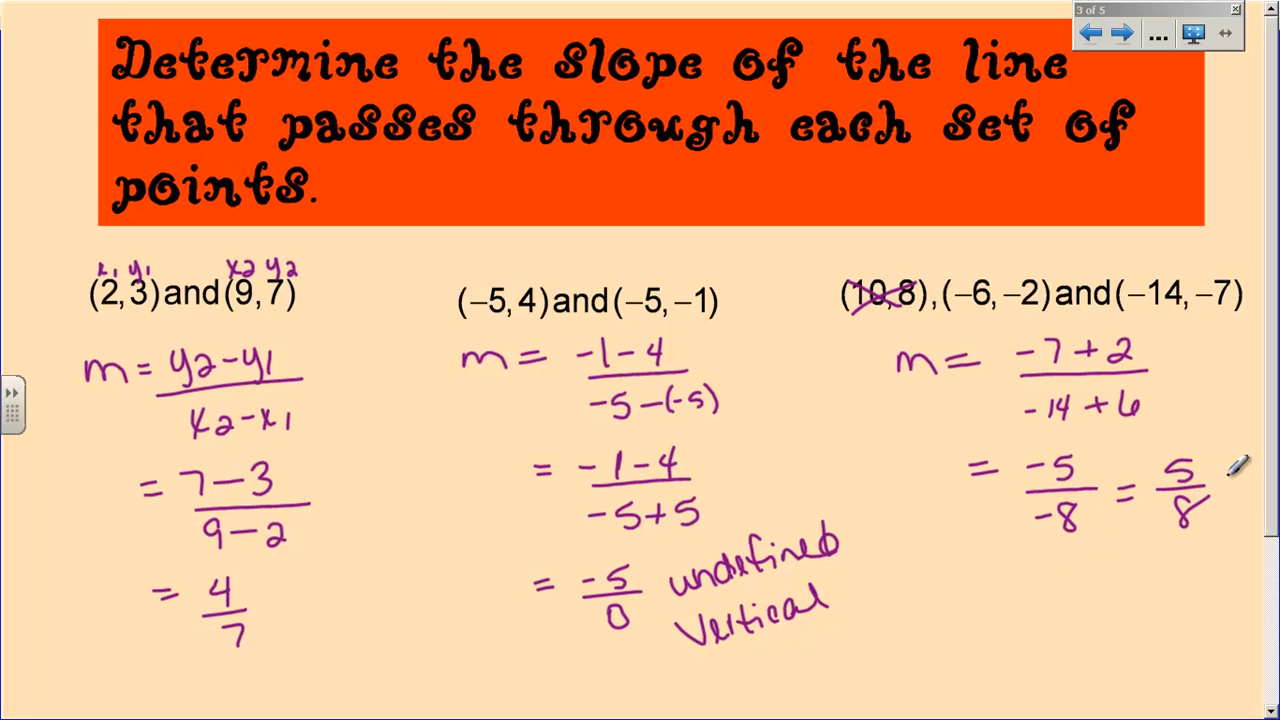 3 of 5
Determine the slope of the line
that passes through each set of
points.
x1 y1 x2 y2
(2,3) and (9,7)
m = y2-y1
x2-x1
= 7-3
9-2
= 4
7
(-5,4) and (-5,-1)
m = -1-4
-5-(-5)
= -1-4
-5+5
= -5 undefined
0 vertical
(10,8),(-6,-2) and (-14,-7)
m = -7+2
-14+6
= -5 = 5
-8 8